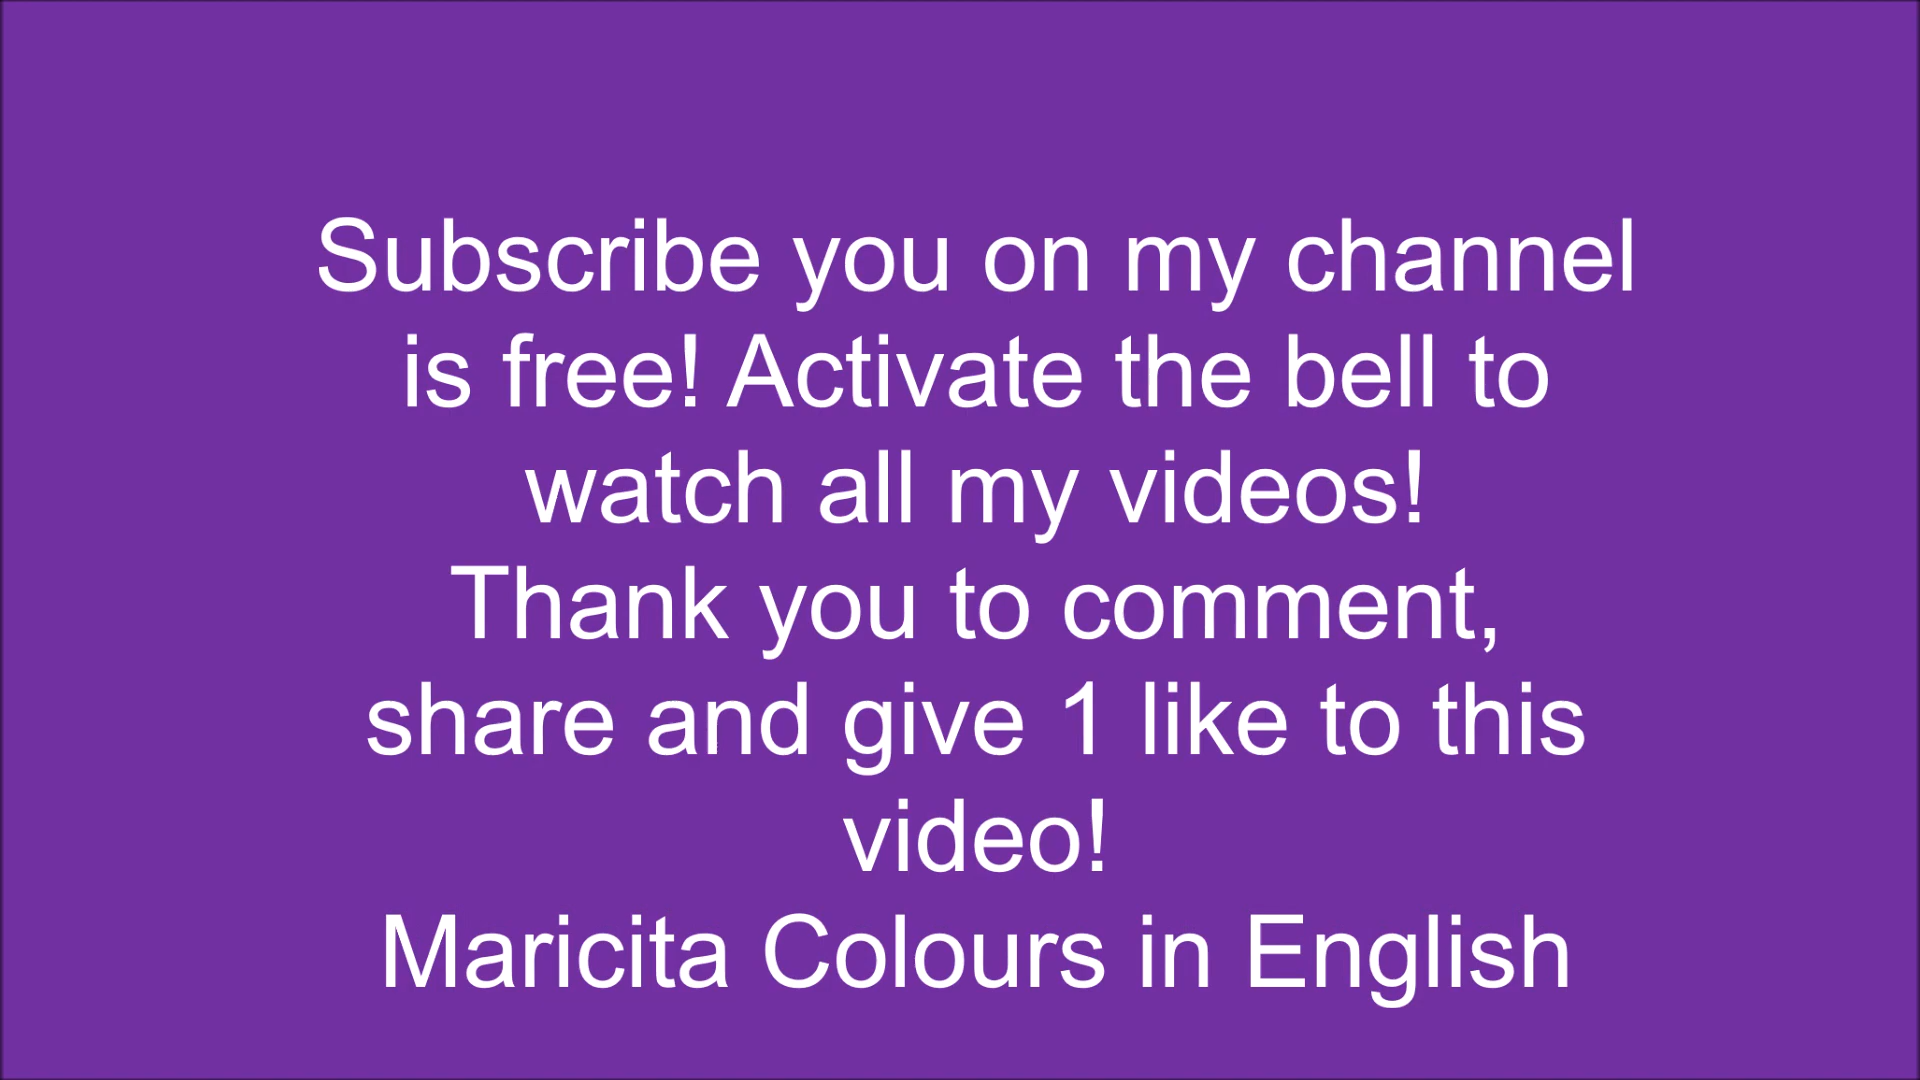 Subscribe you on my channel
is free! Activate the bell to
watch all my videos!
Thank you to comment,
share and give 1 like to this
video!
Maricita Colours in English